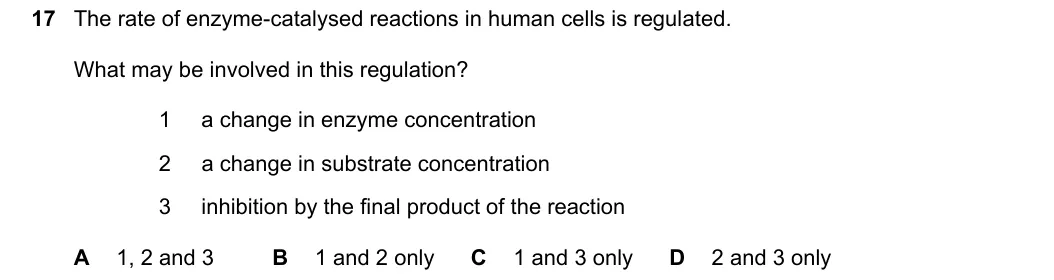 17 The rate of enzyme-catalysed reactions in human cells is regulated.
What may be involved in this regulation?
1 a change in enzyme concentration
2 a change in substrate concentration
3 inhibition by the final product of the reaction
A 1, 2 and 3 B 1 and 2 only C 1 and 3 only D 2 and 3 only